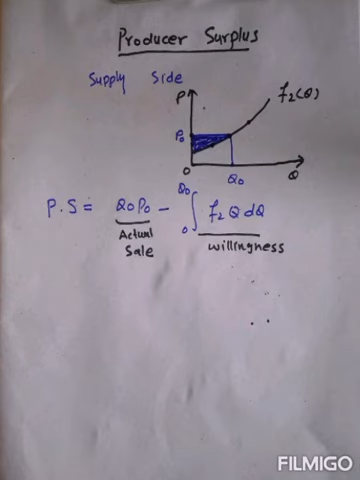 Producer Surplus
Supply Side
P
f₂(Q)
P₀
0
Q₀
Q
P.S = Q₀P₀ - ∫₀^Q₀ f₂ Q dQ
Actual Sale
willingness
FILMIGO